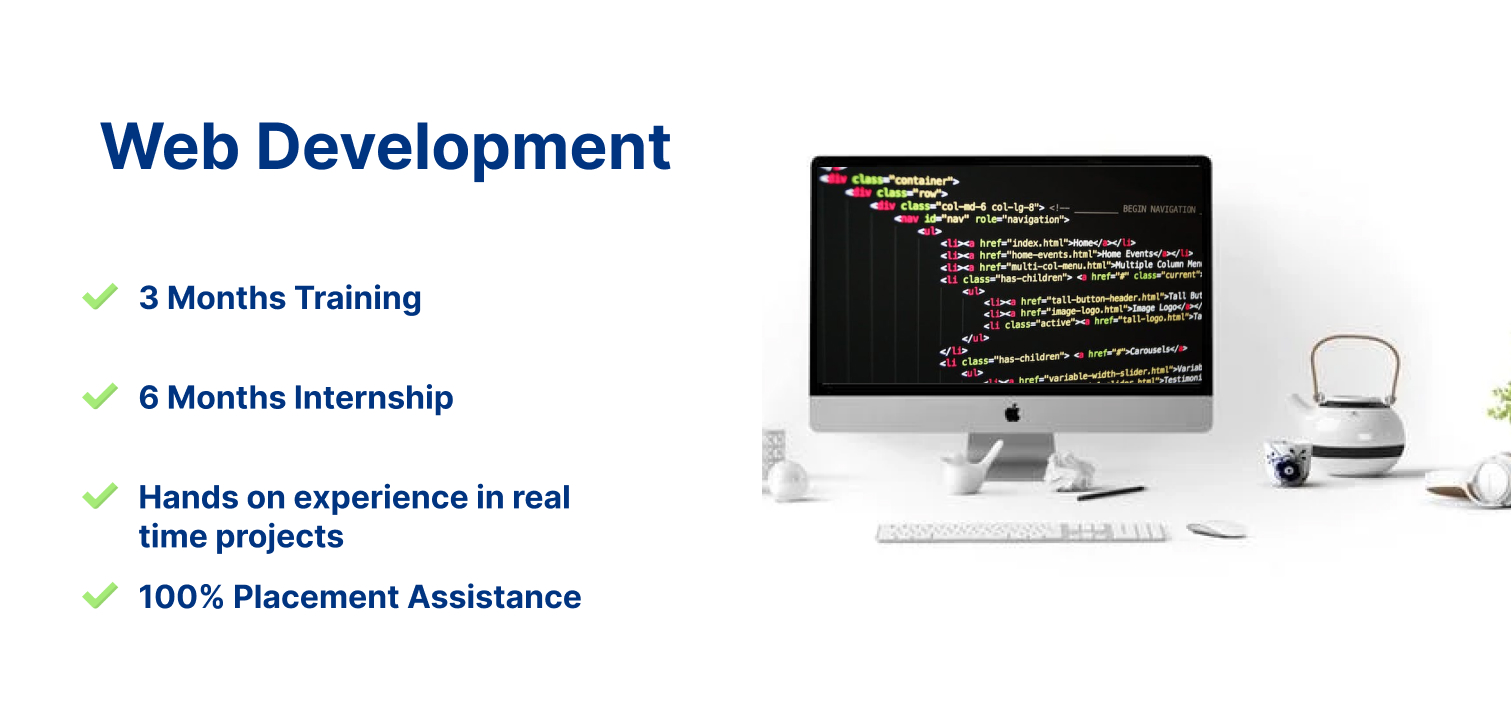 Web Development
3 Months Training
6 Months Internship
Hands on experience in real
time projects
100% Placement Assistance
<div class="container">
<div class="row">
<div class="col-md-6 col-lg-8"> <!-- BEGIN NAVIGATION
<nav id="nav" role="navigation">
<ul>
<li><a href="index.html">Home</a></li>
<li><a href="home-events.html">Home Events</a></li>
<li><a href="multi-col-menu.html">Multiple Column Men
<li class="has-children"> <a href="#" class="current"
<ul>
<li><a href="tall-button-header.html">Tall But
<li><a href="image-logo.html">Image Logo</a></
<li class="active"><a href="tall-logo.html">Ta
</ul>
</li>
<li class="has-children"> <a href="#">Carousels</a>
<ul>
<li><a href="variable-width-slider.html">Variab
">Testimoni